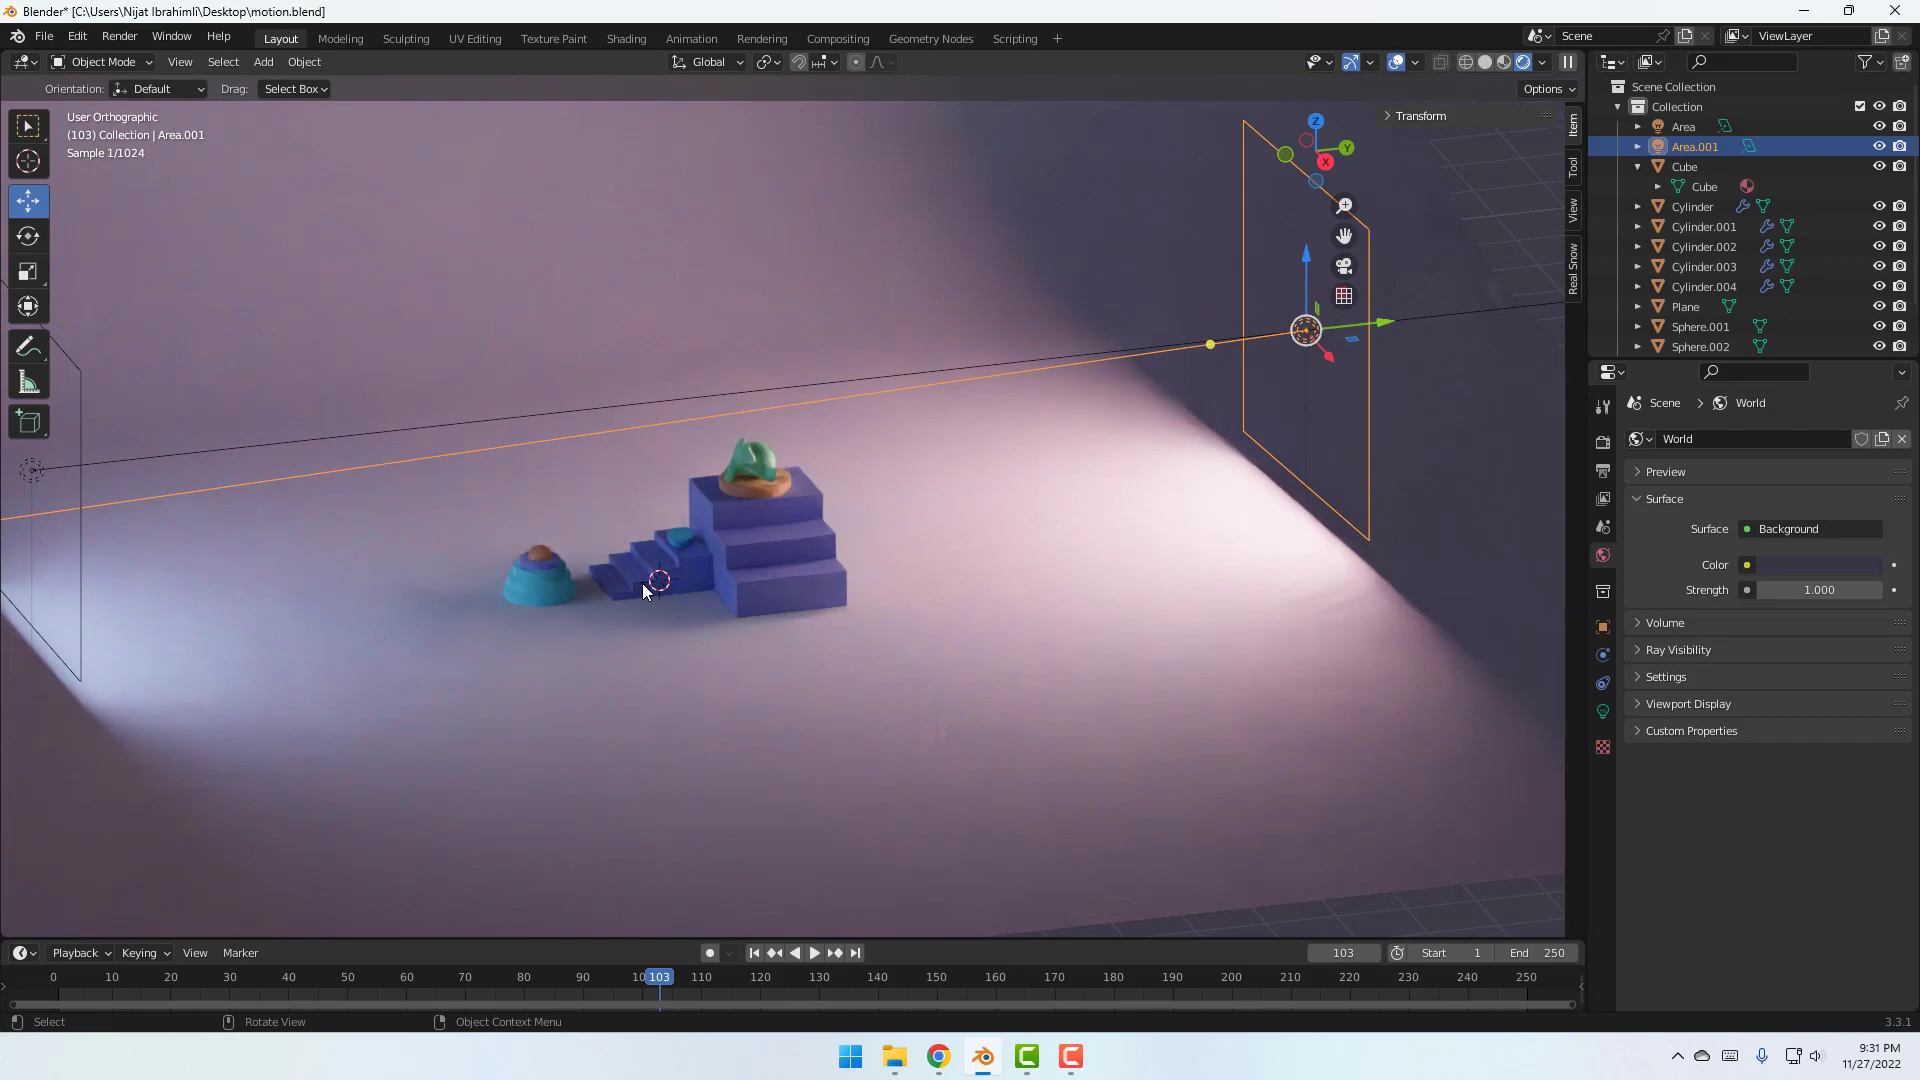 Blender* [C:\Users\Nijat Ibrahimli\Desktop\motion.blend]
File Edit Render Window Help Layout Modeling Sculpting UV Editing Texture Paint Shading Animation Rendering Compositing Geometry Nodes Scripting + Scene ViewLayer
Object Mode View Select Add Object Global
Orientation: Default Drag: Select Box Options
User Orthographic
(103) Collection | Area.001
Sample 1/1024
Transform
Z
Y
X
Item
Tool
View
Real Snow
Scene Collection
Collection
Area
Area.001
Cube
Cube
Cylinder
Cylinder.001
Cylinder.002
Cylinder.003
Cylinder.004
Plane
Sphere.001
Sphere.002
Scene > World
World
Preview
Surface
Surface Background
Color
Strength 1.000
Volume
Ray Visibility
Settings
Viewport Display
Custom Properties
Playback Keying View Marker 103 Start 1 End 250
0 10 20 30 40 50 60 70 80 90 10 103 110 120 130 140 150 160 170 180 190 200 210 220 230 240 250
Select Rotate View Object Context Menu 3.3.1
9:31 PM
11/27/2022